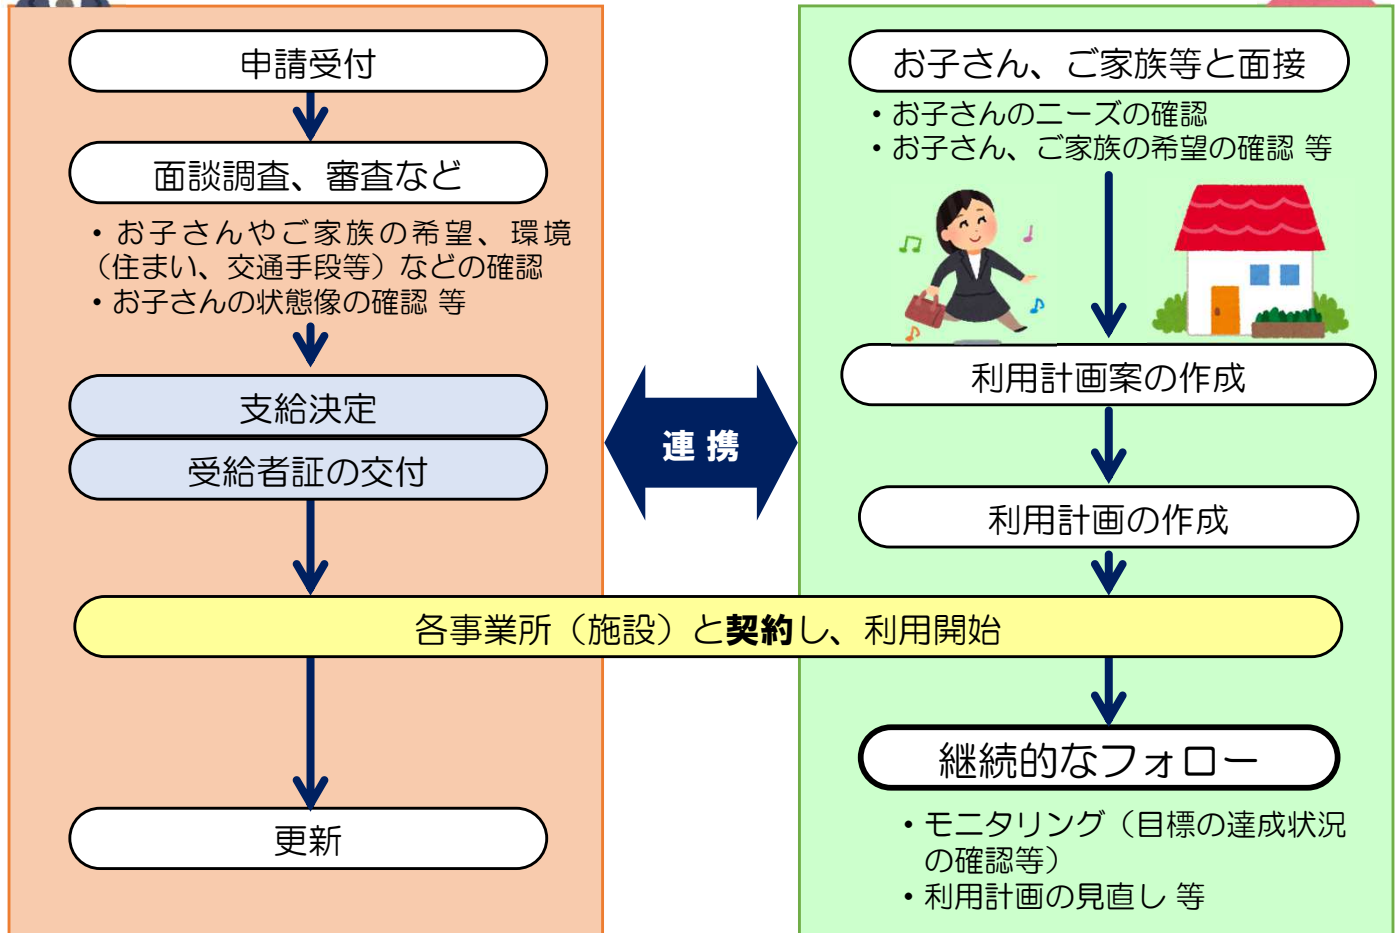 申請受付
面談調査、審査など
・お子さんやご家族の希望、環境
（住まい、交通手段等）などの確認
・お子さんの状態像の確認 等
支給決定
受給者証の交付
連 携
お子さん、ご家族等と面接
・お子さんのニーズの確認
・お子さん、ご家族の希望の確認 等
利用計画案の作成
利用計画の作成
各事業所（施設）と契約し、利用開始
更新
継続的なフォロー
・モニタリング（目標の達成状況
の確認等）
・利用計画の見直し 等